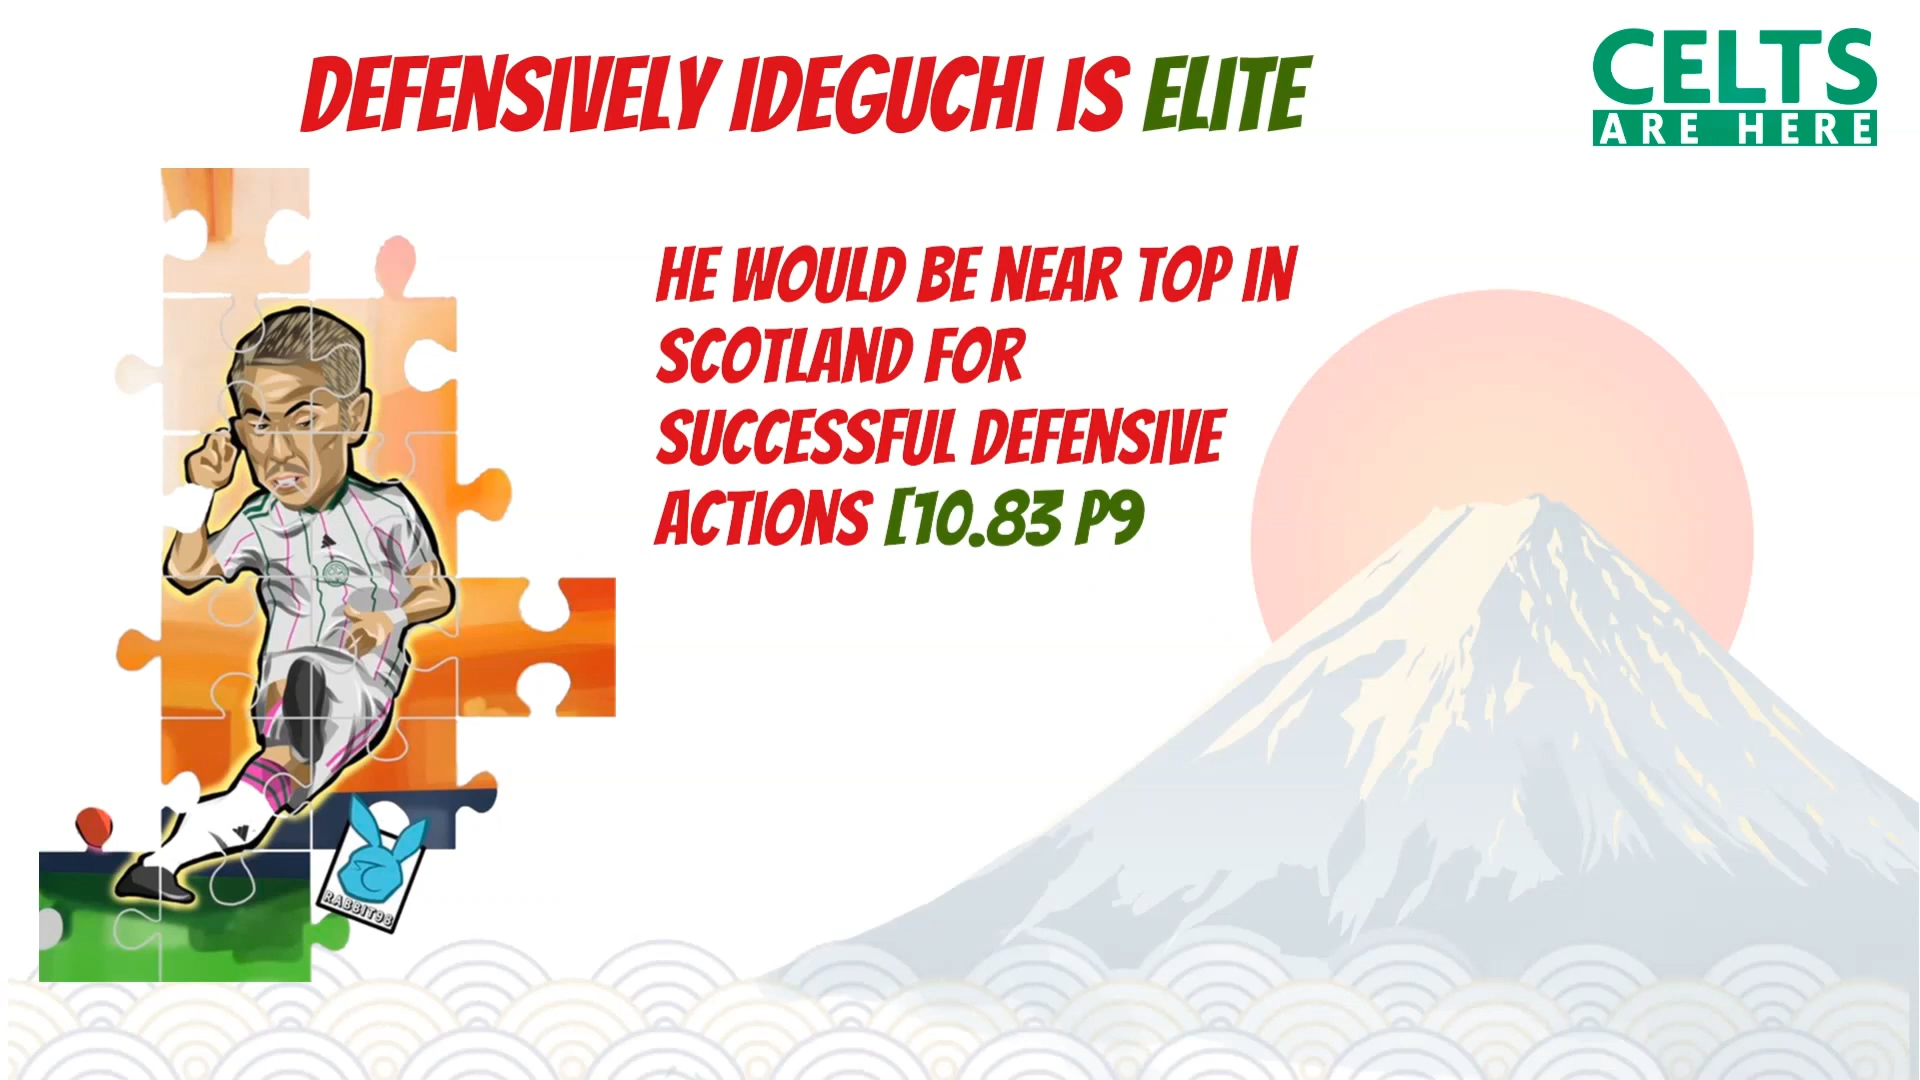 DEFENSIVELY IDEGUCHI IS ELITE
CELTS
ARE HERE
HE WOULD BE NEAR TOP IN
SCOTLAND FOR
SUCCESSFUL DEFENSIVE
ACTIONS [10.83 P9
RABBIT98